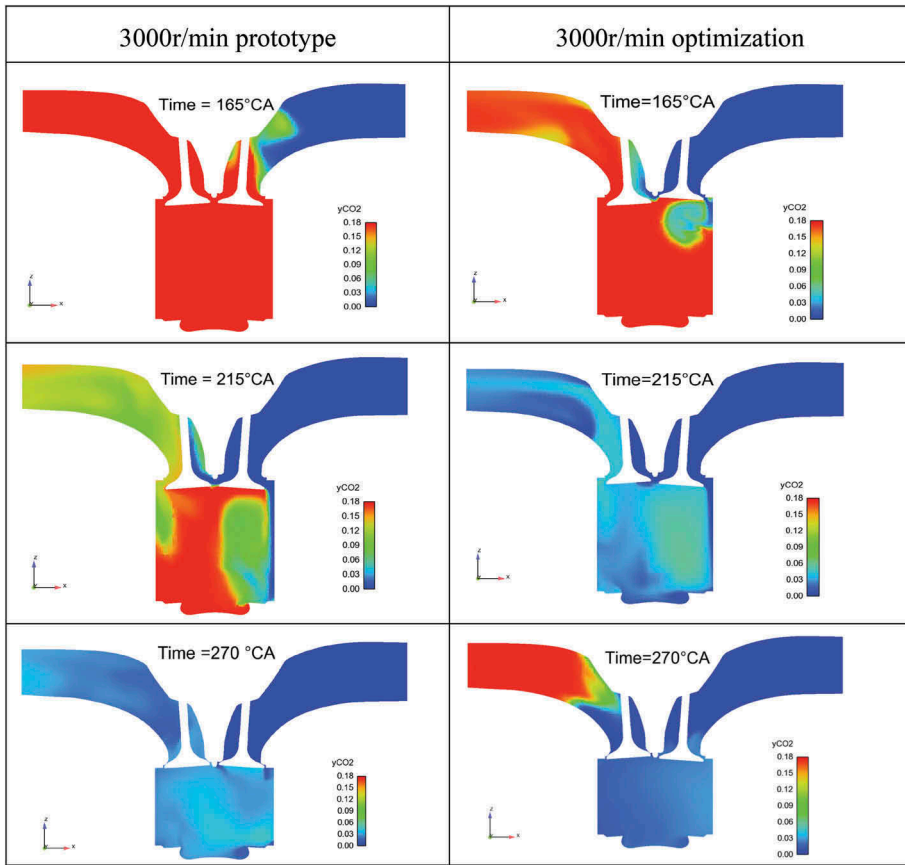 3000r/min prototype
3000r/min optimization
Time = 165°CA
yCO2
0.18
0.15
0.12
0.09
0.06
0.03
0.00
z
x
Time=165°CA
yCO2
0.18
0.15
0.12
0.09
0.06
0.03
0.00
z
x
Time = 215°CA
yCO2
0.18
0.15
0.12
0.09
0.06
0.03
0.00
z
x
Time=215°CA
yCO2
0.18
0.15
0.12
0.09
0.06
0.03
0.00
z
x
Time =270 °CA
yCO2
0.18
0.15
0.12
0.09
0.06
0.03
0.00
z
x
Time=270°CA
yCO2
0.18
0.15
0.12
0.09
0.06
0.03
0.00
z
x